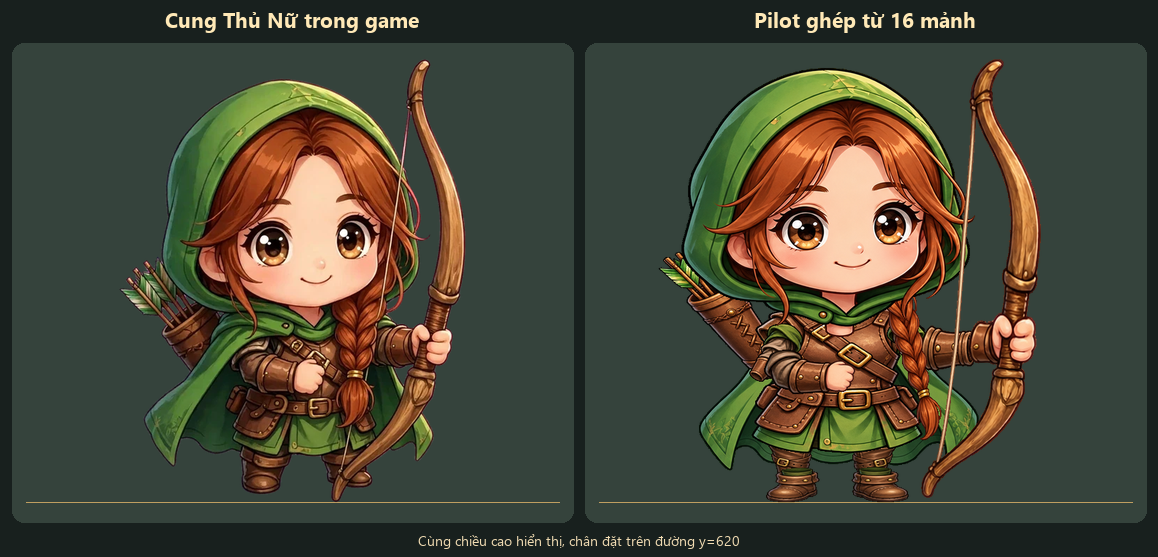 Cung Thủ Nữ trong game
Pilot ghép từ 16 mảnh
Cùng chiều cao hiển thị, chân đặt trên đường y=620